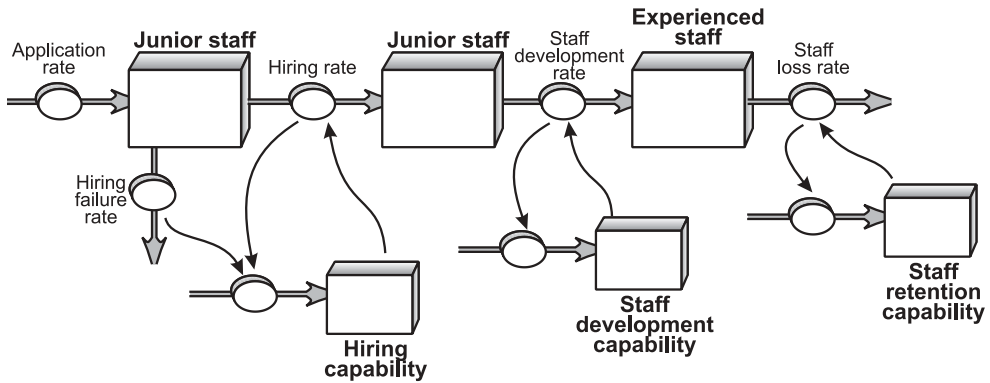 Application
rate
Junior staff
Hiring rate
Junior staff
Staff
development
rate
Experienced
staff
Staff
loss rate
Hiring
failure
rate
Hiring
capability
Staff
development
capability
Staff
retention
capability